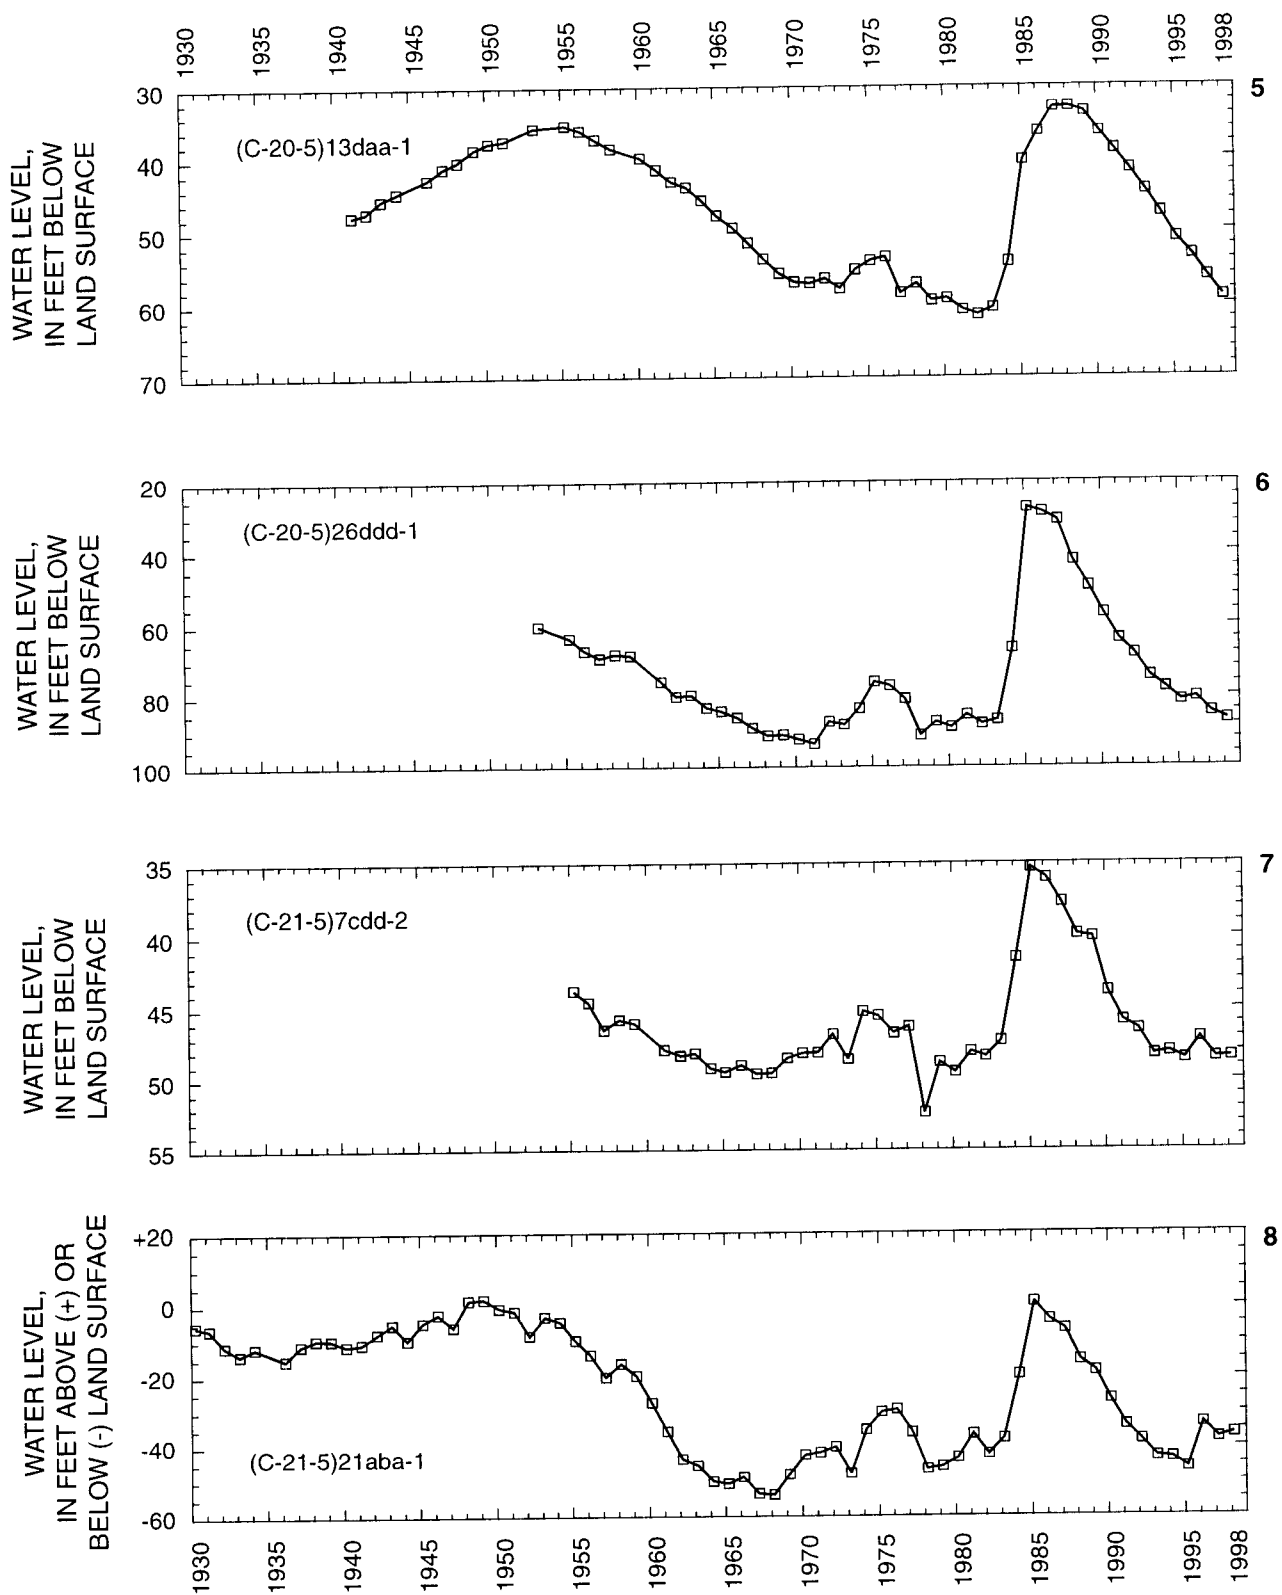 1930 1935 1940 1945 1950 1955 1960 1965 1970 1975 1980 1985 1990 1995 1998
5
WATER LEVEL,
IN FEET BELOW
LAND SURFACE
30
40
50
60
70
(C-20-5)13daa-1
6
WATER LEVEL,
IN FEET BELOW
LAND SURFACE
20
40
60
80
100
(C-20-5)26ddd-1
7
WATER LEVEL,
IN FEET BELOW
LAND SURFACE
35
40
45
50
55
(C-21-5)7cdd-2
8
WATER LEVEL,
IN FEET ABOVE (+) OR
BELOW (-) LAND SURFACE
+20
0
-20
-40
-60
(C-21-5)21aba-1
1930 1935 1940 1945 1950 1955 1960 1965 1970 1975 1980 1985 19990 1995 1998